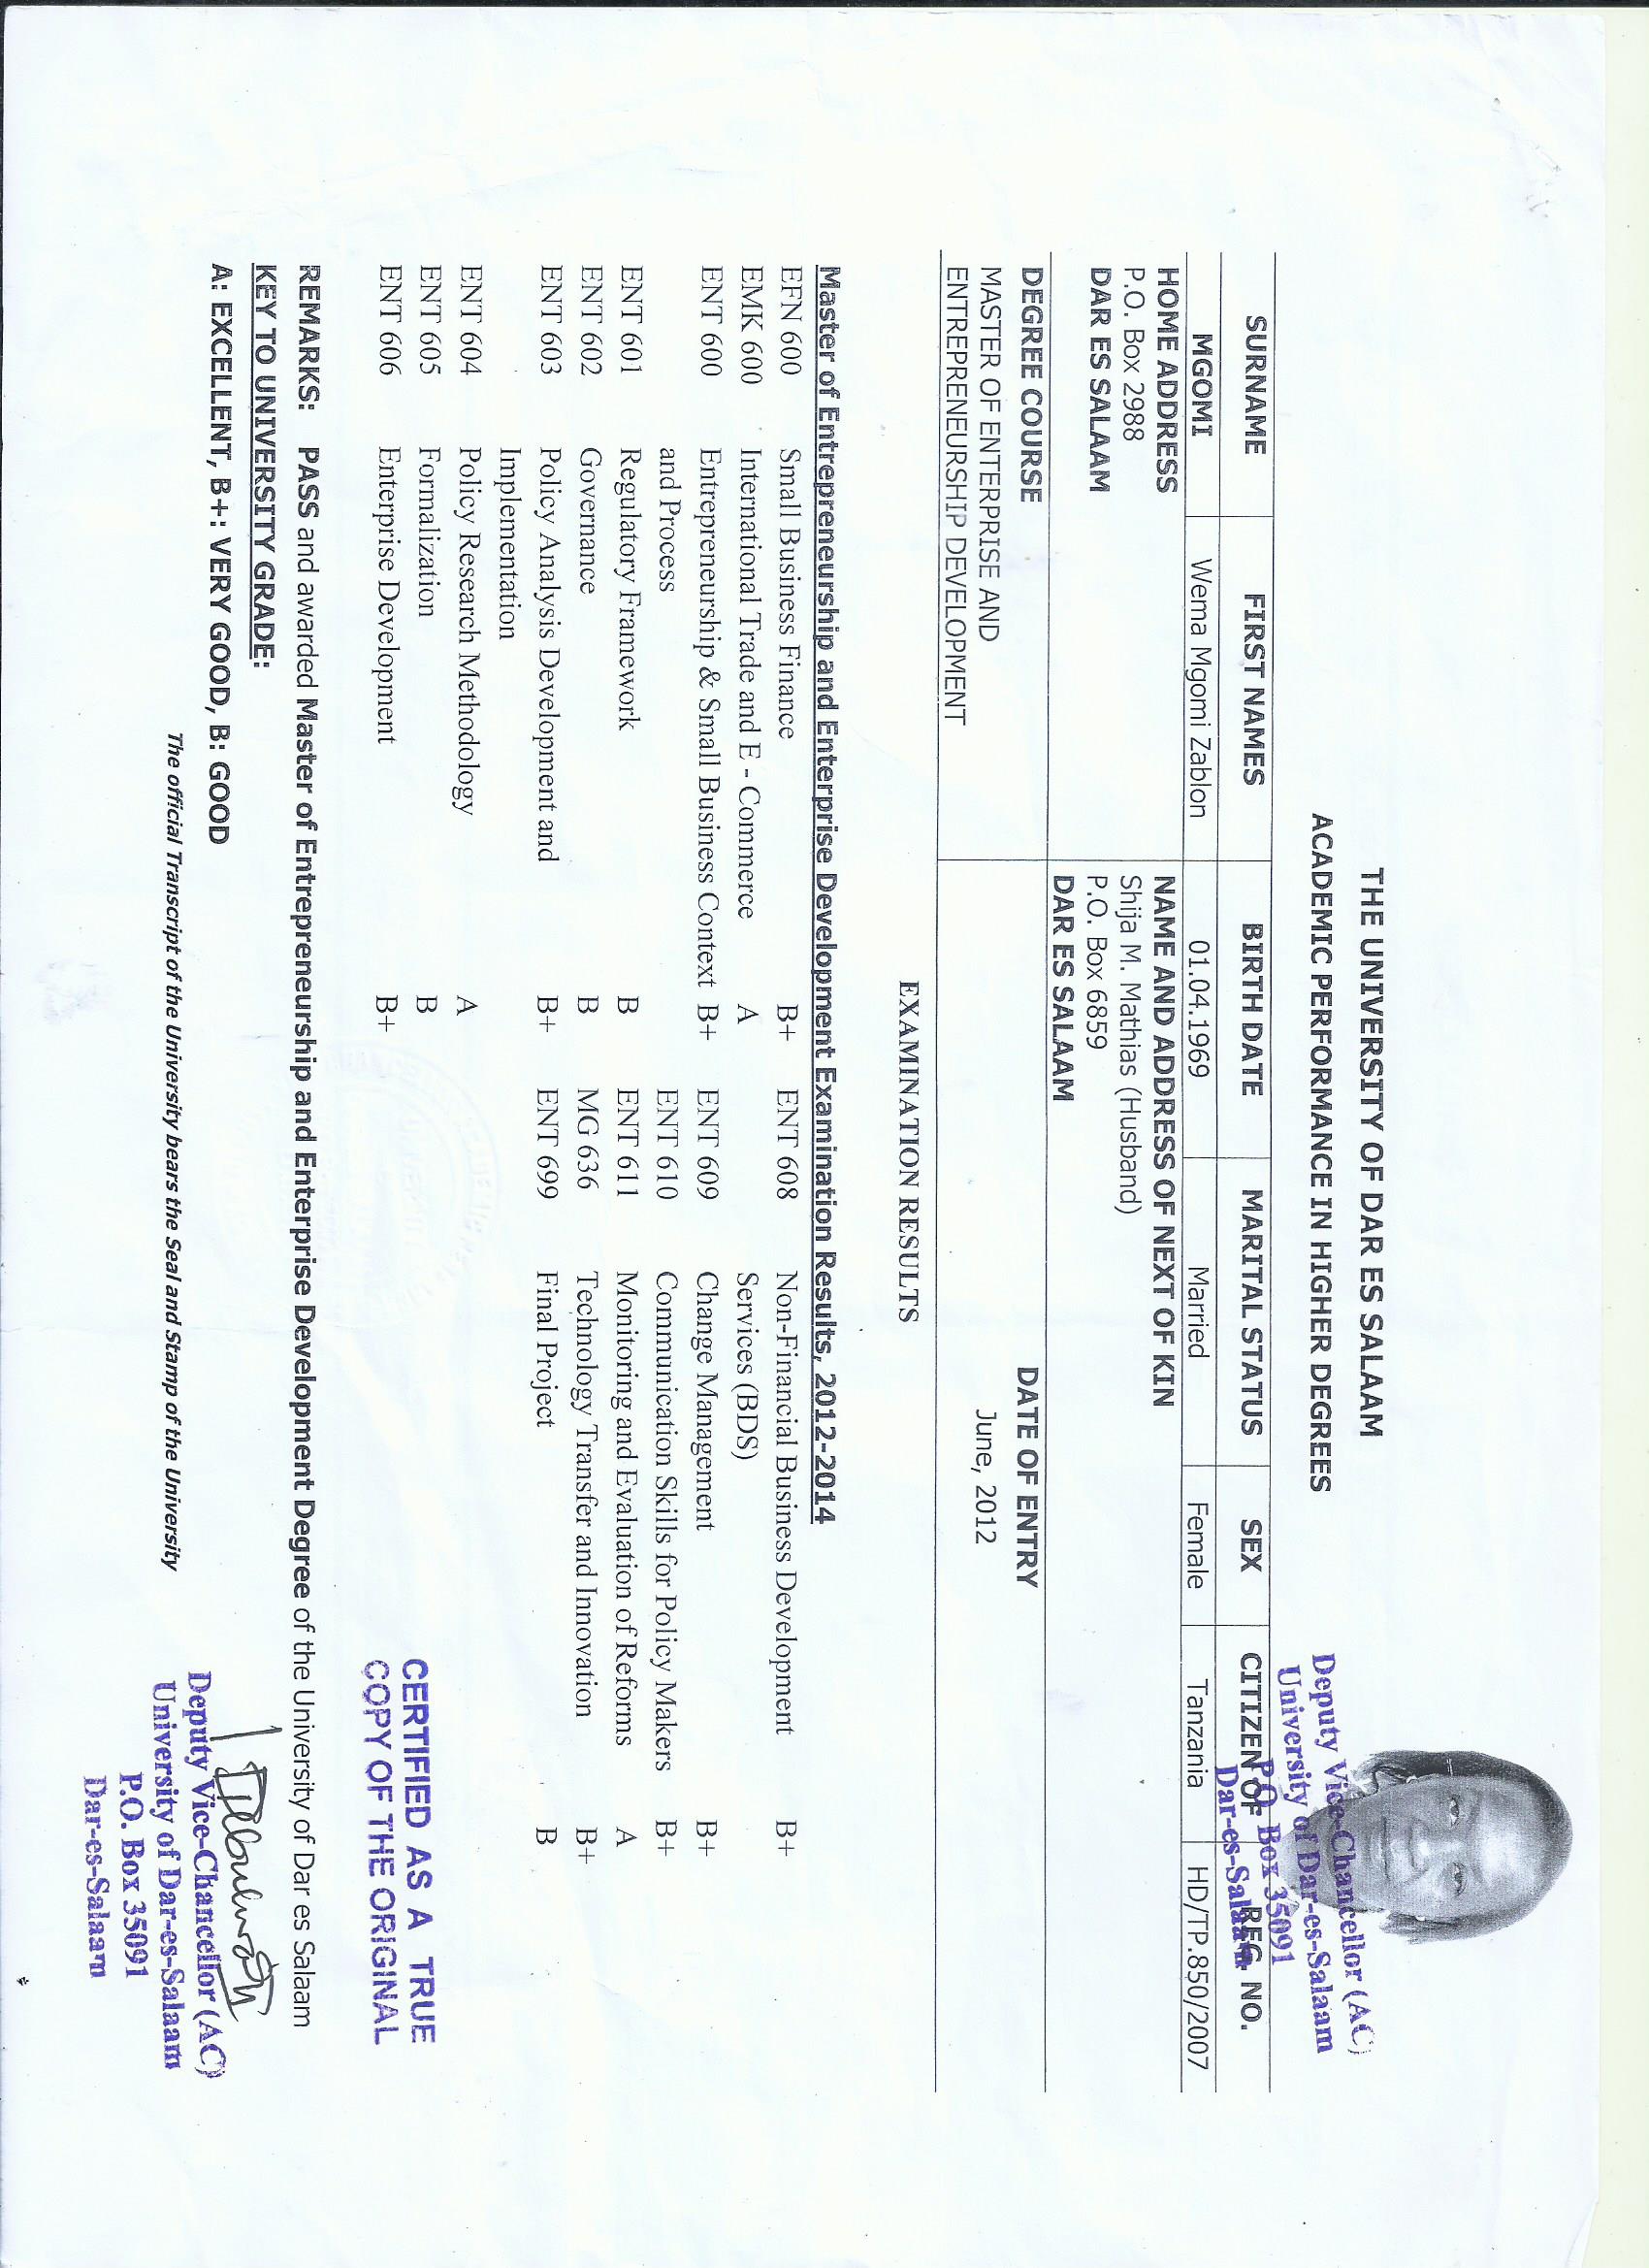 THE UNIVERSITY OF DAR ES SALAAM
ACADEMIC PERFORMANCE IN HIGHER DEGREES
Deputy Vice-Chancellor (AC)
University of Dar-es-Salaam
P.O. Box 35091
Dar-es-Salaam
SURNAME FIRST NAMES BIRTH DATE MARITAL STATUS SEX CITIZEN OF REG. NO.
MGOMI Wema Mgomi Zablon 01.04.1969 Married Female Tanzania HD/TP.850/2007
HOME ADDRESS
P.O. Box 2988
DAR ES SALAAM
NAME AND ADDRESS OF NEXT OF KIN
Shija M. Mathias (Husband)
P.O. Box 6859
DAR ES SALAAM
DEGREE COURSE
MASTER OF ENTERPRISE AND
ENTREPRENEURSHIP DEVELOPMENT
DATE OF ENTRY
June, 2012
EXAMINATION RESULTS
Master of Entrepreneurship and Enterprise Development Examination Results, 2012-2014
EFN 600 Small Business Finance B+
EMK 600 International Trade and E - Commerce A
ENT 600 Entrepreneurship & Small Business Context B+
and Process
ENT 601 Regulatory Framework B
ENT 602 Governance B
ENT 603 Policy Analysis Development and B+
Implementation
ENT 604 Policy Research Methodology A
ENT 605 Formalization B
ENT 606 Enterprise Development B+
ENT 608 Non-Financial Business Development B+
Services (BDS)
ENT 609 Change Management B+
ENT 610 Communication Skills for Policy Makers B+
ENT 611 Monitoring and Evaluation of Reforms A
MG 636 Technology Transfer and Innovation B+
ENT 699 Final Project B
CERTIFIED AS A TRUE
COPY OF THE ORIGINAL
REMARKS: PASS and awarded Master of Entrepreneurship and Enterprise Development Degree of the University of Dar es Salaam
KEY TO UNIVERSITY GRADE:
A: EXCELLENT, B+: VERY GOOD, B: GOOD
The official Transcript of the University bears the Seal and Stamp of the University
Deputy Vice-Chancellor (AC)
University of Dar-es-Salaam
P.O. Box 35091
Dar-es-Salaam